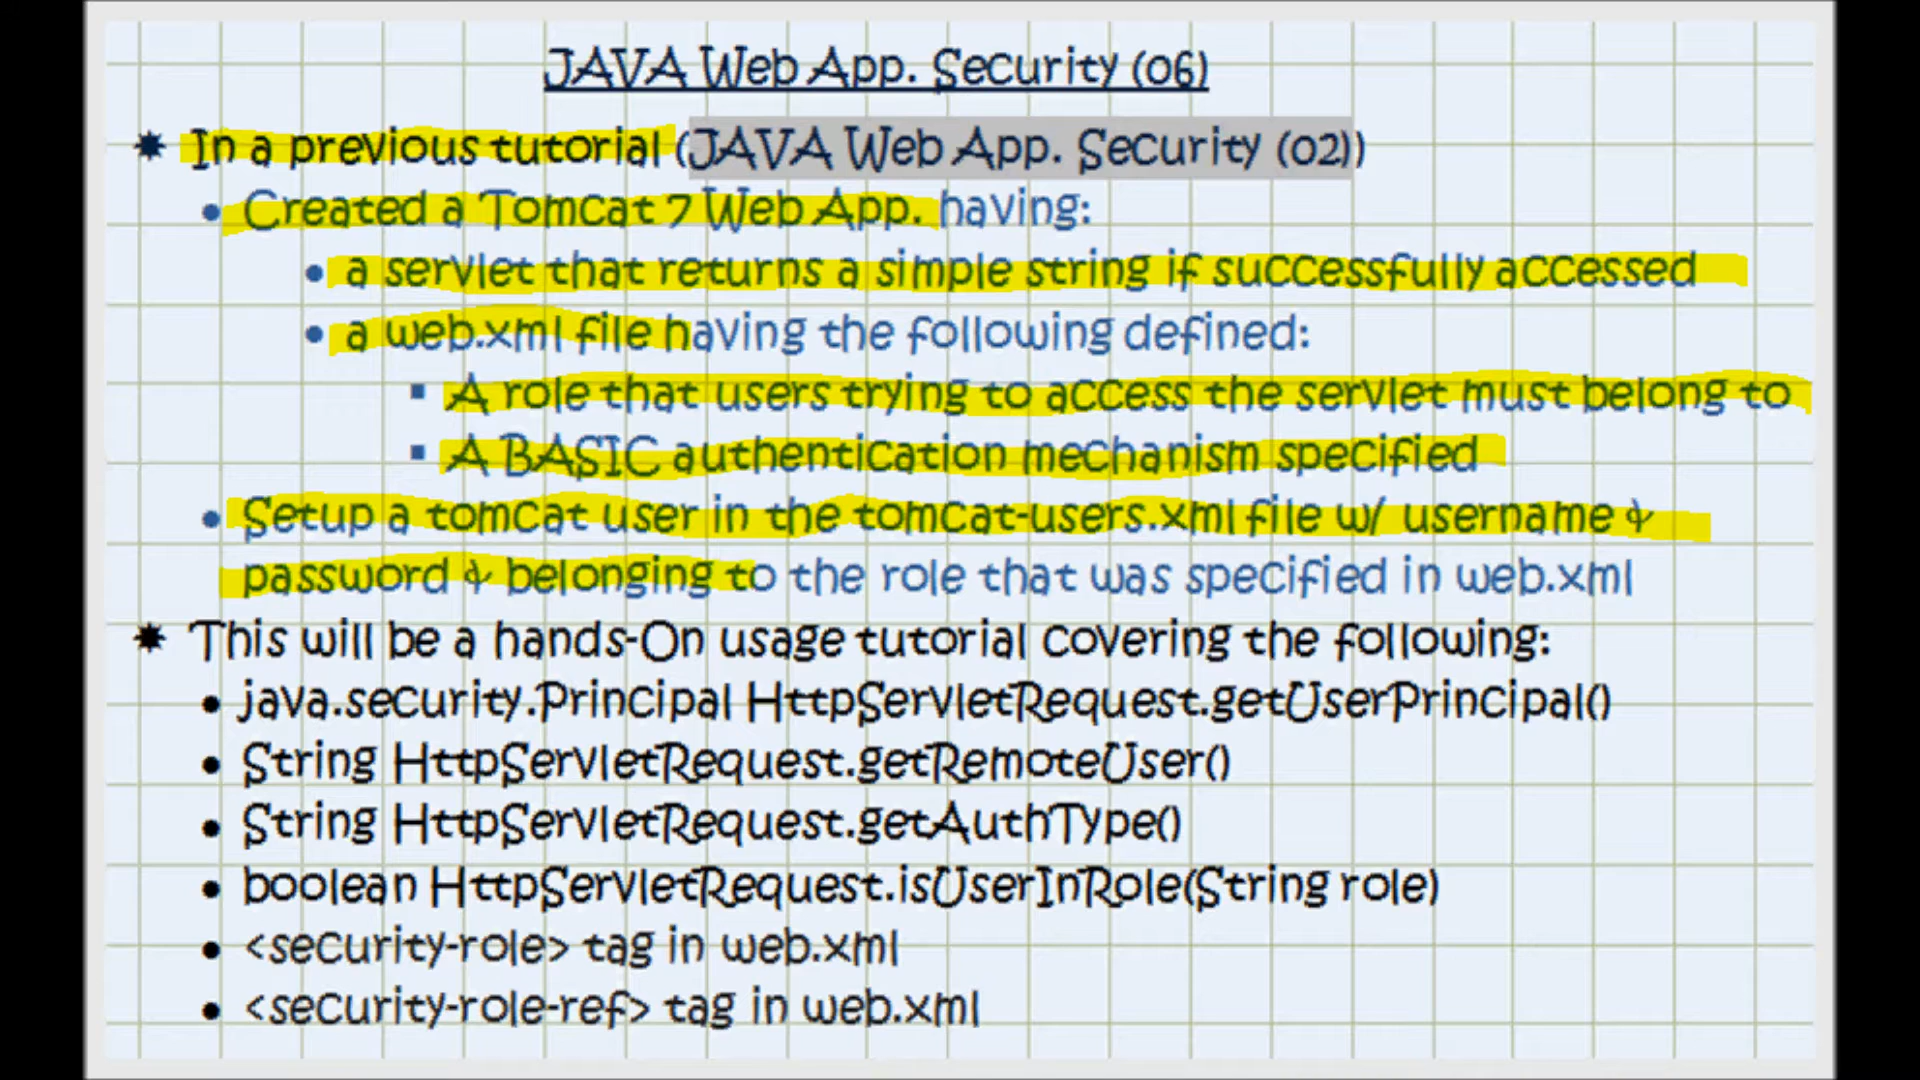 JAVA Web App. Security (06)
In a previous tutorial (JAVA Web App. Security (02))
Created a Tomcat 7 Web App. having:
a servlet that returns a simple string if successfully accessed
a web.xml file having the following defined:
A role that users trying to access the servlet must belong to
A BASIC authentication mechanism specified
Setup a tomcat user in the tomcat-users.xml file w/ username &
password & belonging to the role that was specified in web.xml
This will be a hands-On usage tutorial covering the following:
java.security.Principal HttpServletRequest.getUserPrincipal()
String HttpServletRequest.getRemoteUser()
String HttpServletRequest.getAuthType()
boolean HttpServletRequest.isUserInRole(String role)
<security-role> tag in web.xml
<security-role-ref> tag in web.xml